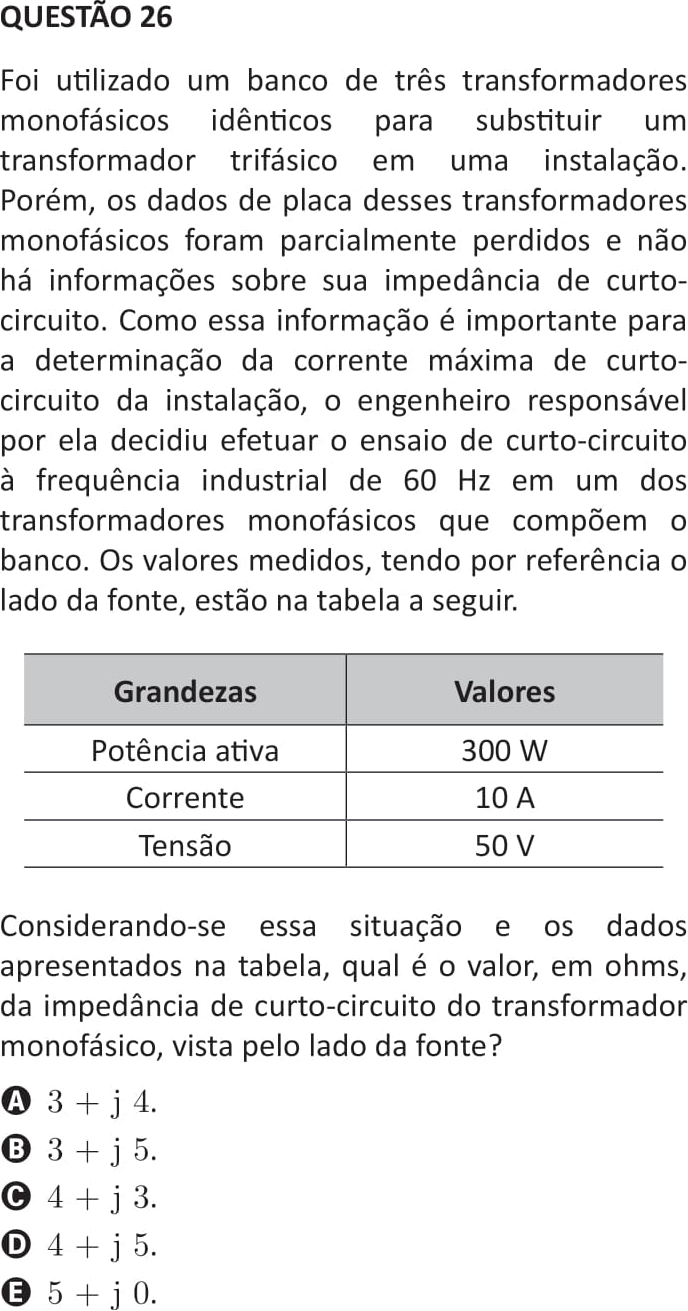 QUESTÃO 26
Foi utilizado um banco de três transformadores
monofásicos idênticos para substituir um
transformador trifásico em uma instalação.
Porém, os dados de placa desses transformadores
monofásicos foram parcialmente perdidos e não
há informações sobre sua impedância de curto-
circuito. Como essa informação é importante para
a determinação da corrente máxima de curto-
circuito da instalação, o engenheiro responsável
por ela decidiu efetuar o ensaio de curto-circuito
à frequência industrial de 60 Hz em um dos
transformadores monofásicos que compõem o
banco. Os valores medidos, tendo por referência o
lado da fonte, estão na tabela a seguir.
Grandezas Valores
Potência ativa 300 W
Corrente 10 A
Tensão 50 V
Considerando-se essa situação e os dados
apresentados na tabela, qual é o valor, em ohms,
da impedância de curto-circuito do transformador
monofásico, vista pelo lado da fonte?
A 3 + j 4.
B 3 + j 5.
C 4 + j 3.
D 4 + j 5.
E 5 + j 0.